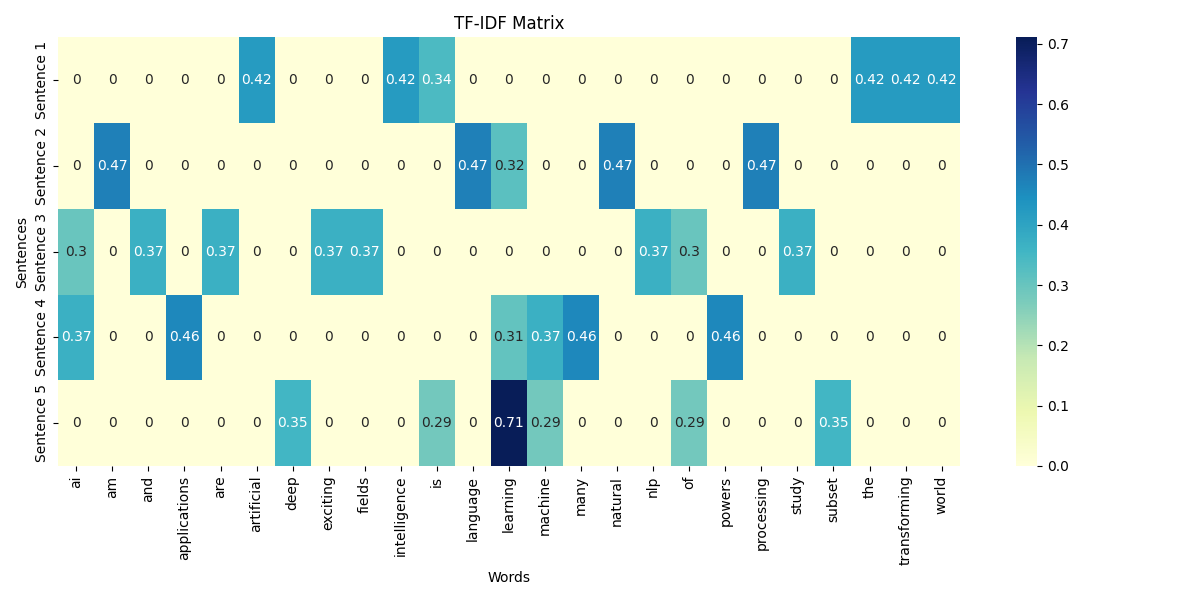 TF-IDF Matrix
Sentences
Sentence 1
0 0 0 0 0 0.42 0 0 0 0.42 0.34 0 0 0 0 0 0 0 0 0 0 0 0.42 0.42 0.42
Sentence 2
0 0.47 0 0 0 0 0 0 0 0 0 0.47 0.32 0 0 0.47 0 0 0 0.47 0 0 0 0 0
Sentence 3
0.3 0 0.37 0 0.37 0 0 0.37 0.37 0 0 0 0 0 0 0 0.37 0.3 0 0 0.37 0 0 0 0
Sentence 4
0.37 0 0 0.46 0 0 0 0 0 0 0 0 0.31 0.37 0.46 0 0 0 0.46 0 0 0 0 0 0
Sentence 5
0 0 0 0 0 0 0.35 0 0 0 0.29 0 0.71 0.29 0 0 0 0.29 0 0 0 0.35 0 0 0
ai am and applications are artificial deep exciting fields intelligence is language learning machine many natural nlp of powers processing study subset the transforming world
Words
0.7
0.6
0.5
0.4
0.3
0.2
0.1
0.0